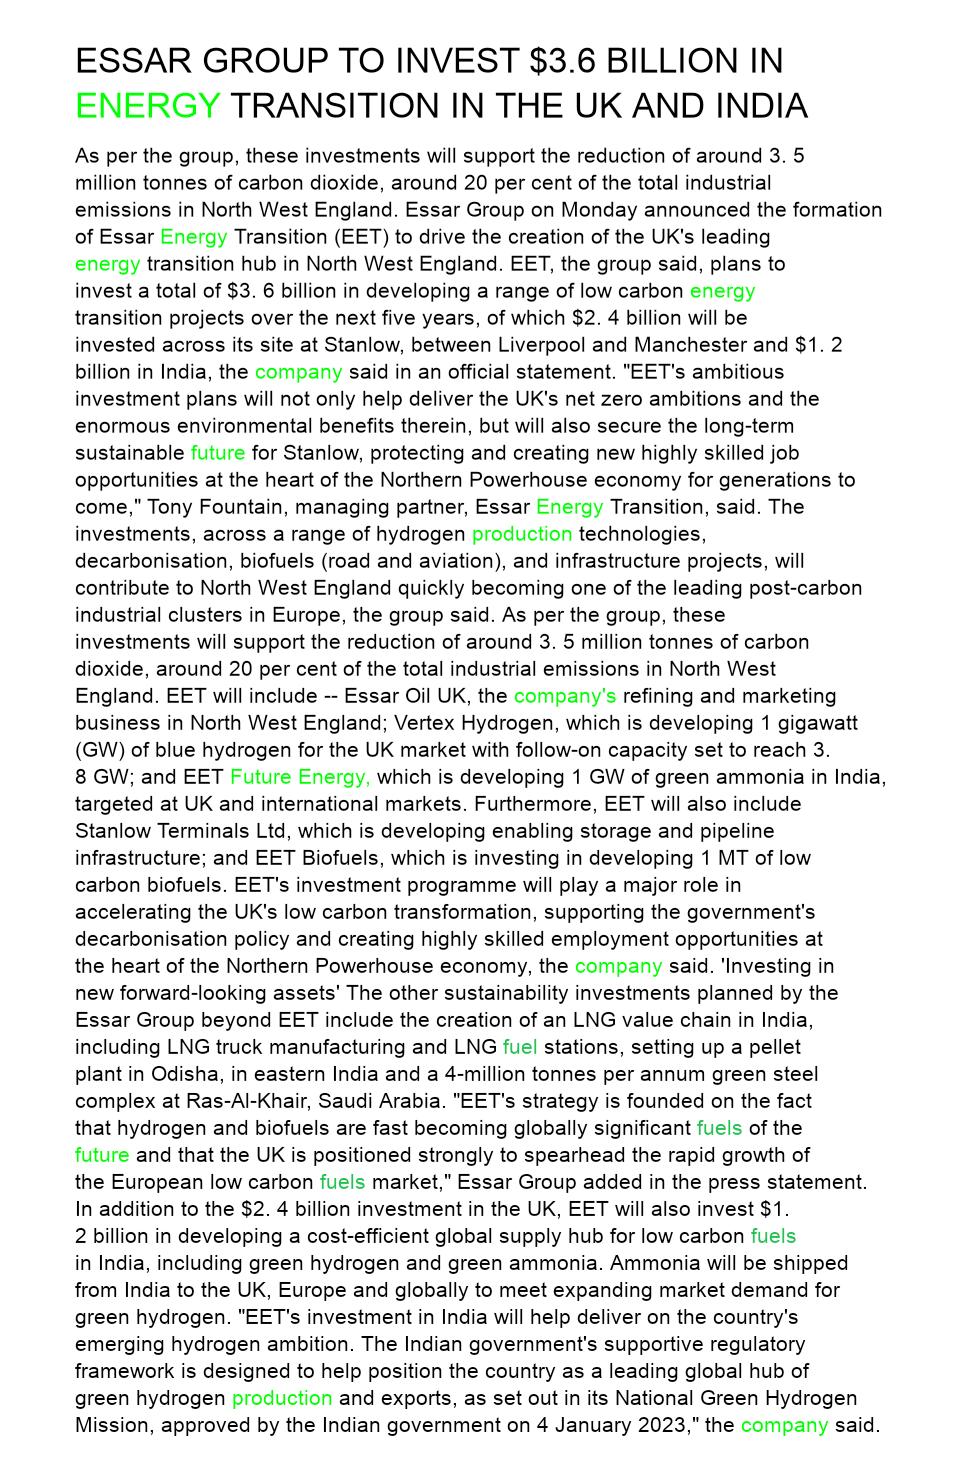 ESSAR GROUP TO INVEST $3.6 BILLION IN
ENERGY TRANSITION IN THE UK AND INDIA
As per the group, these investments will support the reduction of around 3. 5
million tonnes of carbon dioxide, around 20 per cent of the total industrial
emissions in North West England. Essar Group on Monday announced the formation
of Essar Energy Transition (EET) to drive the creation of the UK's leading
energy transition hub in North West England. EET, the group said, plans to
invest a total of $3. 6 billion in developing a range of low carbon energy
transition projects over the next five years, of which $2. 4 billion will be
invested across its site at Stanlow, between Liverpool and Manchester and $1. 2
billion in India, the company said in an official statement. "EET's ambitious
investment plans will not only help deliver the UK's net zero ambitions and the
enormous environmental benefits therein, but will also secure the long-term
sustainable future for Stanlow, protecting and creating new highly skilled job
opportunities at the heart of the Northern Powerhouse economy for generations to
come," Tony Fountain, managing partner, Essar Energy Transition, said. The
investments, across a range of hydrogen production technologies,
decarbonisation, biofuels (road and aviation), and infrastructure projects, will
contribute to North West England quickly becoming one of the leading post-carbon
industrial clusters in Europe, the group said. As per the group, these
investments will support the reduction of around 3. 5 million tonnes of carbon
dioxide, around 20 per cent of the total industrial emissions in North West
England. EET will include -- Essar Oil UK, the company's refining and marketing
business in North West England; Vertex Hydrogen, which is developing 1 gigawatt
(GW) of blue hydrogen for the UK market with follow-on capacity set to reach 3.
8 GW; and EET Future Energy, which is developing 1 GW of green ammonia in India,
targeted at UK and international markets. Furthermore, EET will also include
Stanlow Terminals Ltd, which is developing enabling storage and pipeline
infrastructure; and EET Biofuels, which is investing in developing 1 MT of low
carbon biofuels. EET's investment programme will play a major role in
accelerating the UK's low carbon transformation, supporting the government's
decarbonisation policy and creating highly skilled employment opportunities at
the heart of the Northern Powerhouse economy, the company said. 'Investing in
new forward-looking assets' The other sustainability investments planned by the
Essar Group beyond EET include the creation of an LNG value chain in India,
including LNG truck manufacturing and LNG fuel stations, setting up a pellet
plant in Odisha, in eastern India and a 4-million tonnes per annum green steel
complex at Ras-Al-Khair, Saudi Arabia. "EET's strategy is founded on the fact
that hydrogen and biofuels are fast becoming globally significant fuels of the
future and that the UK is positioned strongly to spearhead the rapid growth of
the European low carbon fuels market," Essar Group added in the press statement.
In addition to the $2. 4 billion investment in the UK, EET will also invest $1.
2 billion in developing a cost-efficient global supply hub for low carbon fuels
in India, including green hydrogen and green ammonia. Ammonia will be shipped
from India to the UK, Europe and globally to meet expanding market demand for
green hydrogen. "EET's investment in India will help deliver on the country's
emerging hydrogen ambition. The Indian government's supportive regulatory
framework is designed to help position the country as a leading global hub of
green hydrogen production and exports, as set out in its National Green Hydrogen
Mission, approved by the Indian government on 4 January 2023," the company said.